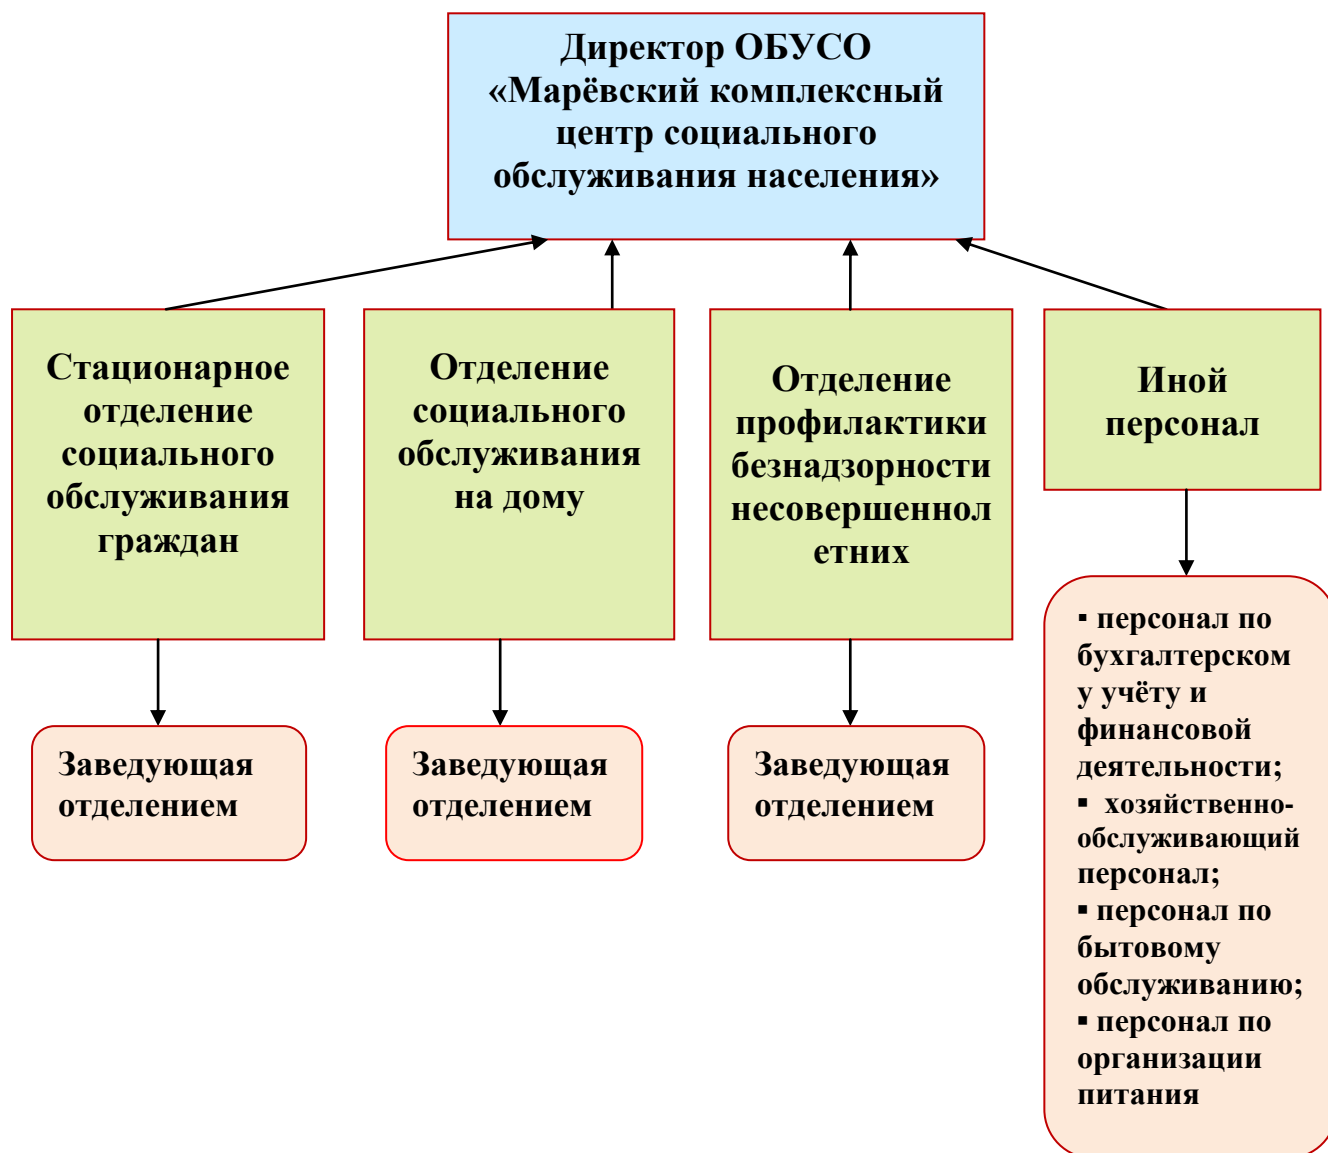 Директор ОБУСО
«Марёвский комплексный
центр социального
обслуживания населения»
Стационарное
отделение
социального
обслуживания
граждан
Отделение
социального
обслуживания
на дому
Отделение
профилактики
безнадзорности
несовершеннол
етних
Иной
персонал
Заведующая
отделением
Заведующая
отделением
Заведующая
отделением
▪ персонал по
бухгалтерском
у учёту и
финансовой
деятельности;
▪ хозяйственно-
обслуживающий
персонал;
▪ персонал по
бытовому
обслуживанию;
▪ персонал по
организации
питания